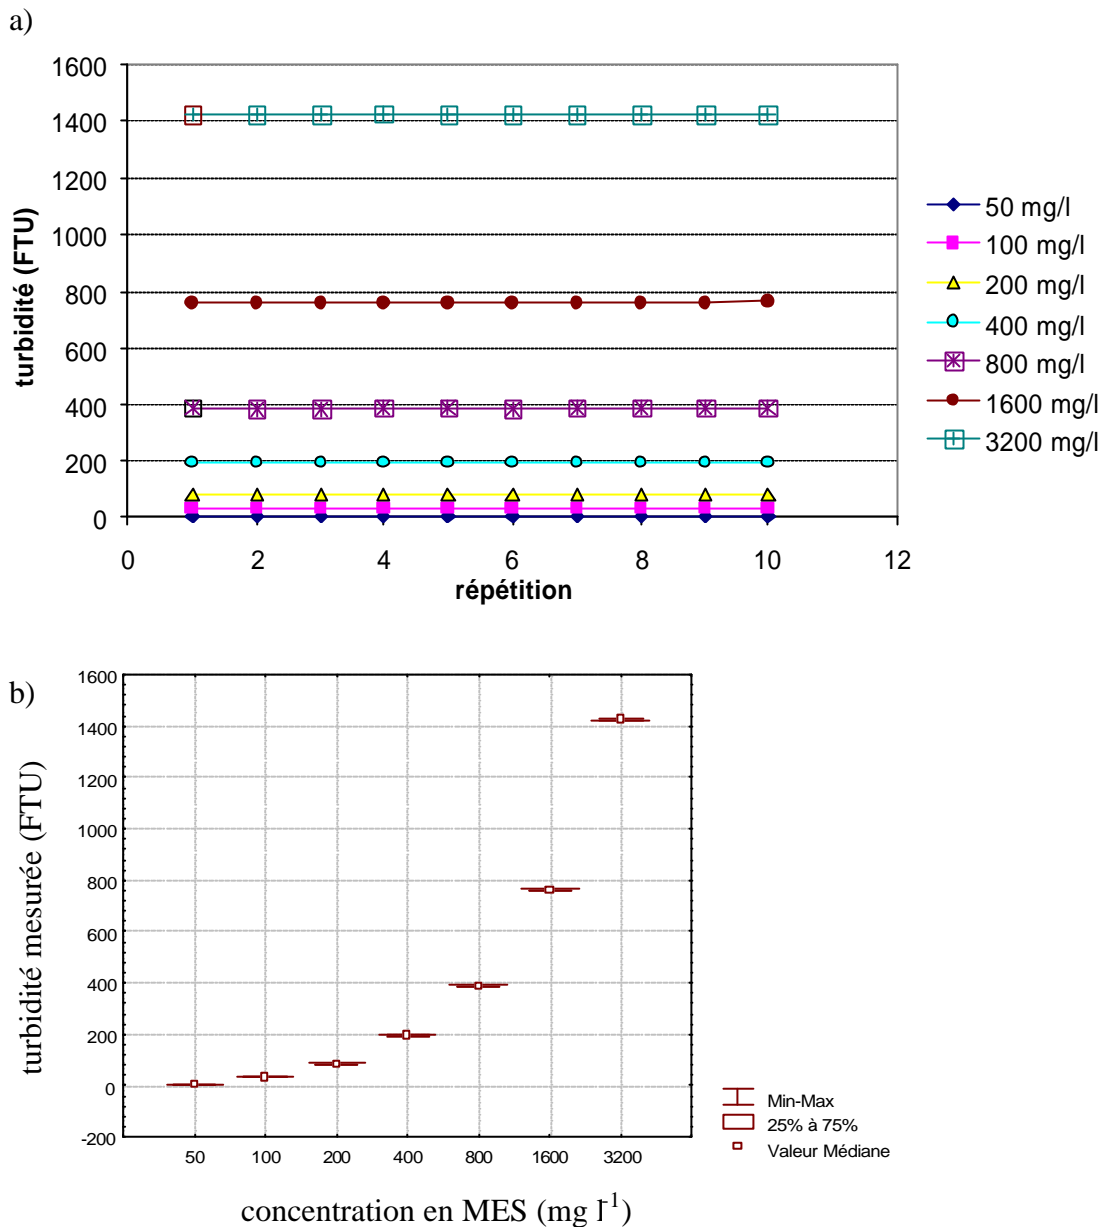 a)
1600
1400
1200
1000
800
600
400
200
0
turbidité (FTU)
0 2 4 6 8 10 12
répétition
50 mg/l
100 mg/l
200 mg/l
400 mg/l
800 mg/l
1600 mg/l
3200 mg/l
b)
1600
1400
1200
1000
800
600
400
200
0
-200
turbidité mesurée (FTU)
50 100 200 400 800 1600 3200
concentration en MES (mg l⁻¹)
Min-Max
25% à 75%
Valeur Médiane